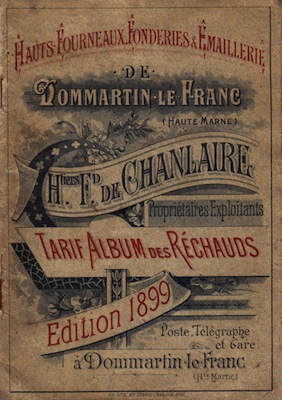 HAUTS-FOURNEAUX, FONDERIES & EMAILLERIE
DE
DOMMARTIN-LE-FRANC
(HAUTE-MARNE)
Htiers Fd DE CHANLAIRE
Propriétaires Exploitants
TARIF ALBUM DES RÉCHAUDS
Edition 1899
Poste, Télégraphe
et Gare
à Dommartin-le-Franc
(Hte Marne)